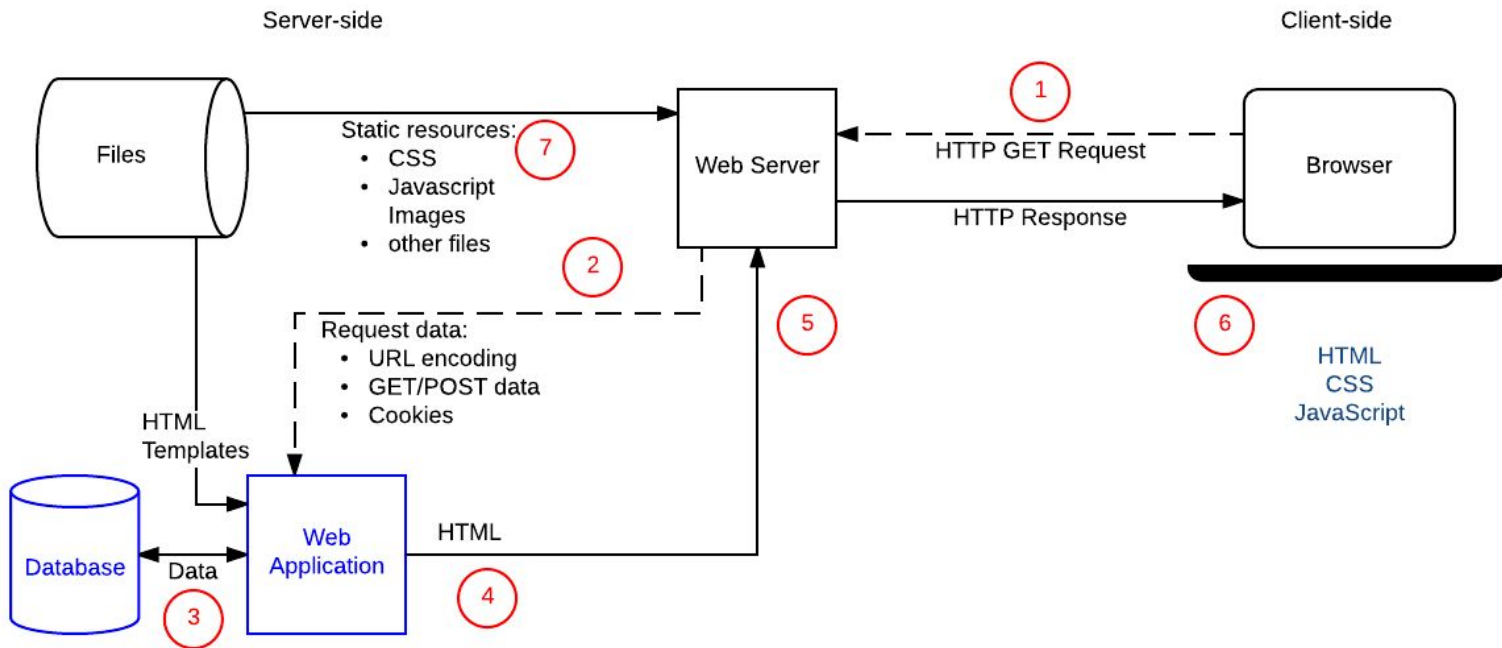 Server-side
Client-side
1
Files
Static resources:
• CSS
• Javascript
Images
• other files
7
Web Server
HTTP GET Request
HTTP Response
Browser
2
Request data:
• URL encoding
• GET/POST data
• Cookies
5
6
HTML
CSS
JavaScript
HTML
Templates
Database
Data
3
Web
Application
HTML
4